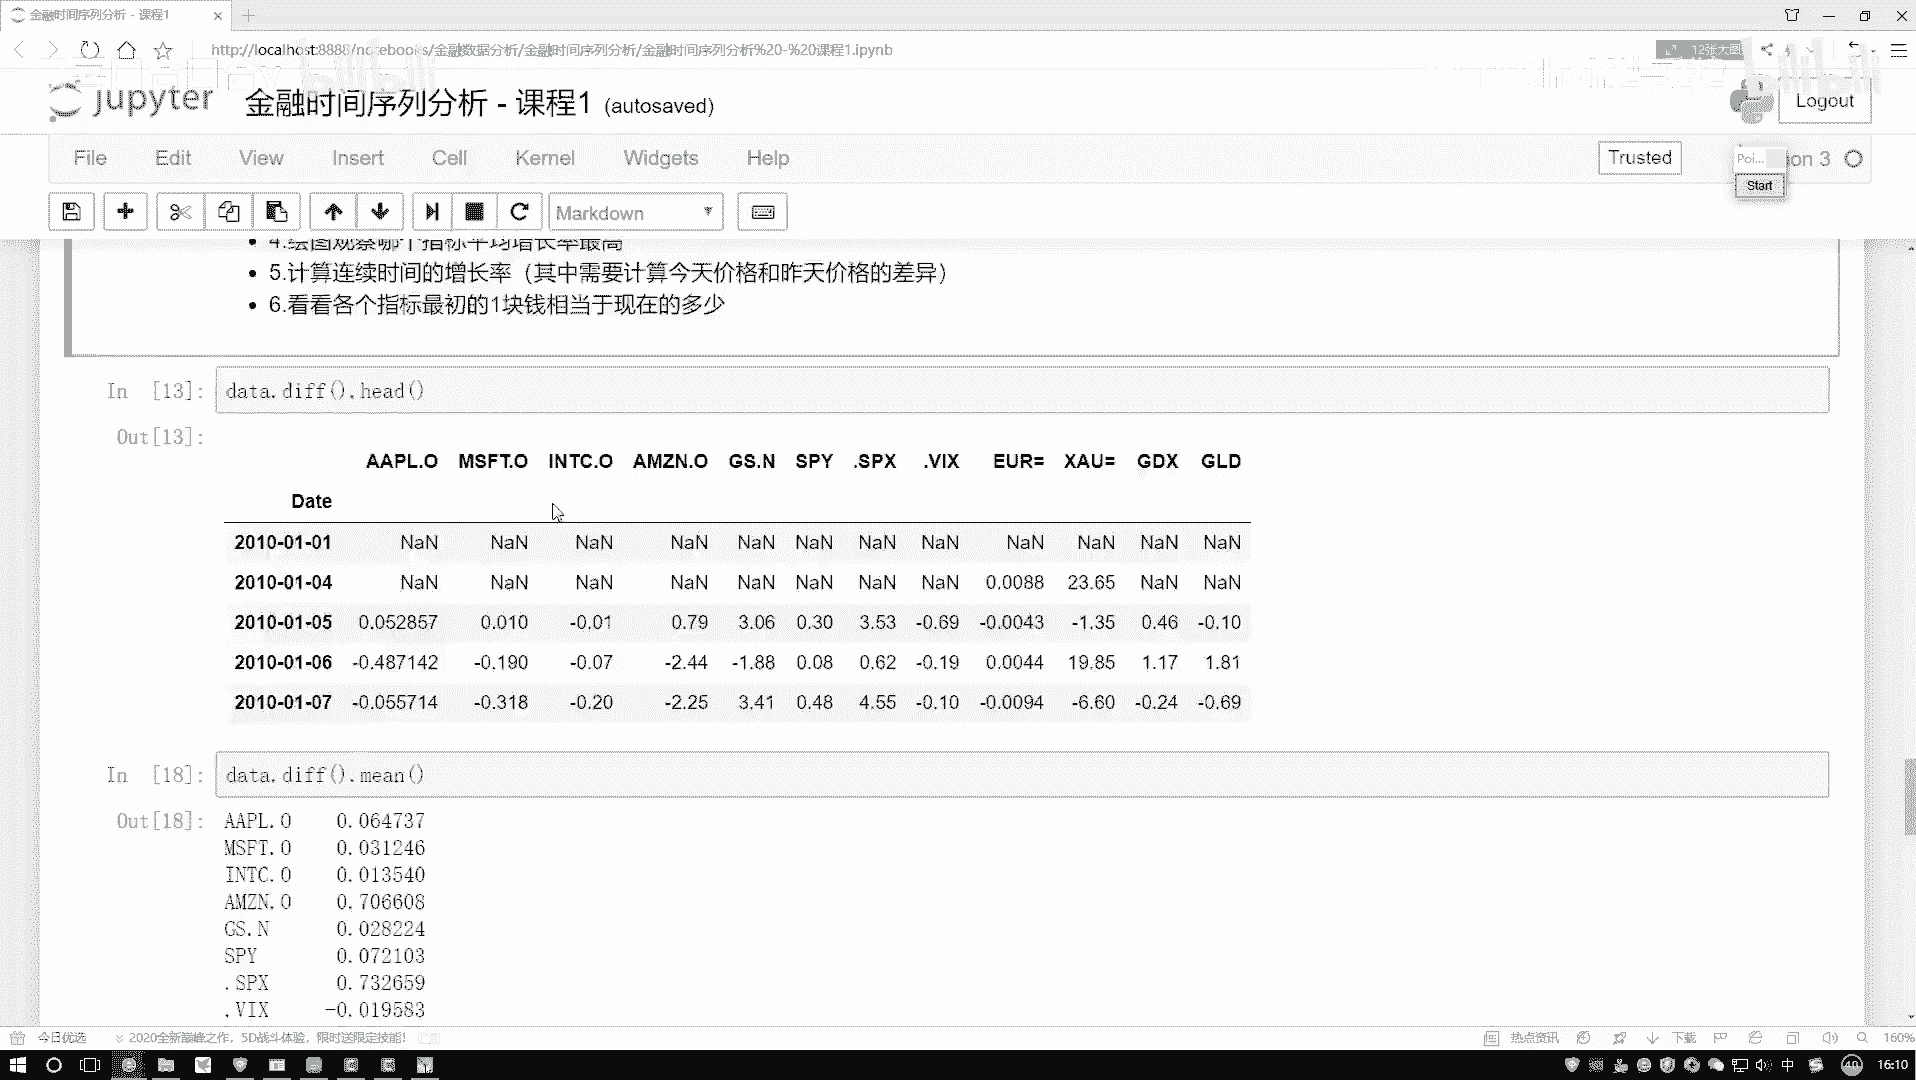 金融时间序列分析 - 课程1
http://localhost:8888/notebooks/金融数据分析/金融时间序列分析/金融时间序列分析%20-%20课程1.ipynb
12张大图
bilibili
jupyter 金融时间序列分析 - 课程1 (autosaved)
Logout
File Edit View Insert Cell Kernel Widgets Help
Trusted
Poi...
on 3
Start
Markdown
4.绘图观察哪个指标平均增长率最高
5.计算连续时间的增长率（其中需要计算今天价格和昨天价格的差异）
6.看看各个指标最初的1块钱相当于现在的多少
In [13]: data.diff().head()
Out[13]:
AAPL.O MSFT.O INTC.O AMZN.O GS.N SPY .SPX .VIX EUR= XAU= GDX GLD
Date
2010-01-01 NaN NaN NaN NaN NaN NaN NaN NaN NaN NaN NaN NaN
2010-01-04 NaN NaN NaN NaN NaN NaN NaN NaN 0.0088 23.65 NaN NaN
2010-01-05 0.052857 0.010 -0.01 0.79 3.06 0.30 3.53 -0.69 -0.0043 -1.35 0.46 -0.10
2010-01-06 -0.487142 -0.190 -0.07 -2.44 -1.88 0.08 0.62 -0.19 0.0044 19.85 1.17 1.81
2010-01-07 -0.055714 -0.318 -0.20 -2.25 3.41 0.48 4.55 -0.10 -0.0094 -6.60 -0.24 -0.69
In [18]: data.diff().mean()
Out[18]: AAPL.O 0.064737
MSFT.O 0.031246
INTC.O 0.013540
AMZN.O 0.706608
GS.N 0.028224
SPY 0.072103
.SPX 0.732659
.VIX -0.019583
今日优选 2020全新巅峰之作，5D战斗体验，限时送限定技能！
热点资讯 下载 160%
中 40 16:10